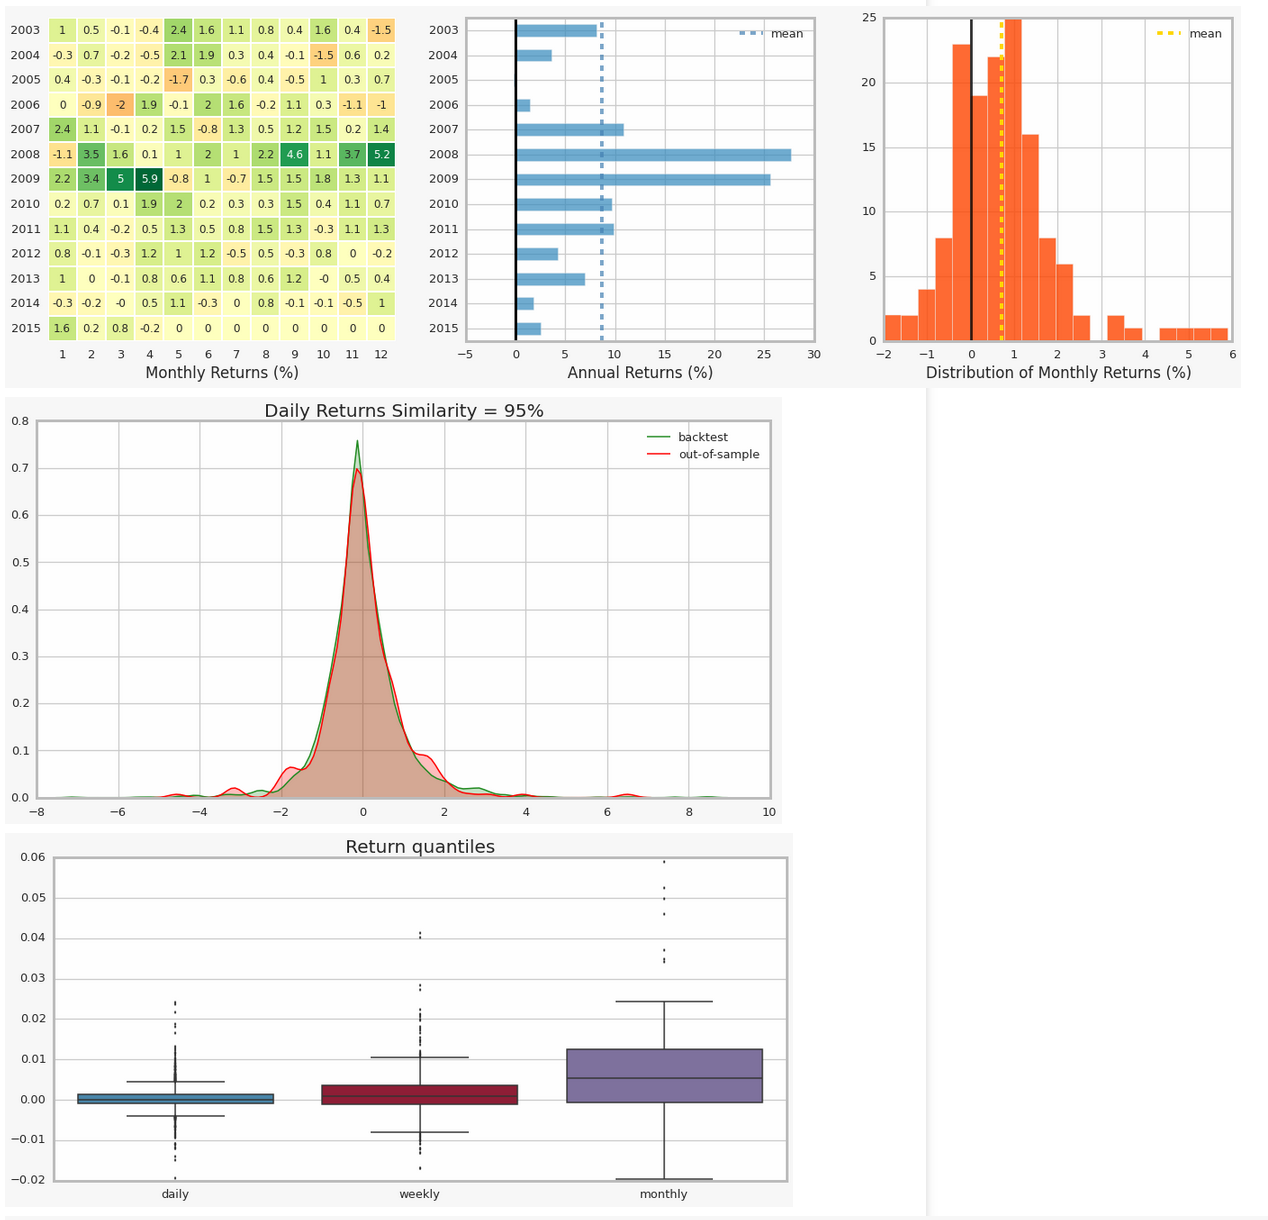 2003 1 0.5 -0.1 -0.4 2.4 1.6 1.1 0.8 0.4 1.6 0.4 -1.5
2004 -0.3 0.7 -0.2 -0.5 2.1 1.9 0.3 0.4 -0.1 -1.5 0.6 0.2
2005 0.4 -0.3 -0.1 -0.2 -1.7 0.3 -0.6 0.4 -0.5 1 0.3 0.7
2006 0 -0.9 -2 1.9 -0.1 2 1.6 -0.2 1.1 0.3 -1.1 -1
2007 2.4 1.1 -0.1 0.2 1.5 -0.8 1.3 0.5 1.2 1.5 0.2 1.4
2008 -1.1 3.5 1.6 0.1 1 2 1 2.2 4.6 1.1 3.7 5.2
2009 2.2 3.4 5 5.9 -0.8 1 -0.7 1.5 1.5 1.8 1.3 1.1
2010 0.2 0.7 0.1 1.9 2 0.2 0.3 0.3 1.5 0.4 1.1 0.7
2011 1.1 0.4 -0.2 0.5 1.3 0.5 0.8 1.5 1.3 -0.3 1.1 1.3
2012 0.8 -0.1 -0.3 1.2 1 1.2 -0.5 0.5 -0.3 0.8 0 -0.2
2013 1 0 -0.1 0.8 0.6 1.1 0.8 0.6 1.2 -0 0.5 0.4
2014 -0.3 -0.2 -0 0.5 1.1 -0.3 0 0.8 -0.1 -0.1 -0.5 1
2015 1.6 0.2 0.8 -0.2 0 0 0 0 0 0 0 0
1 2 3 4 5 6 7 8 9 10 11 12
Monthly Returns (%)
mean
2003
2004
2005
2006
2007
2008
2009
2010
2011
2012
2013
2014
2015
−5 0 5 10 15 20 25 30
Annual Returns (%)
mean
25
20
15
10
5
0
−2 −1 0 1 2 3 4 5 6
Distribution of Monthly Returns (%)
Daily Returns Similarity = 95%
backtest
out-of-sample
0.8
0.7
0.6
0.5
0.4
0.3
0.2
0.1
0.0
−8 −6 −4 −2 0 2 4 6 8 10
Return quantiles
0.06
0.05
0.04
0.03
0.02
0.01
0.00
−0.01
−0.02
daily weekly monthly